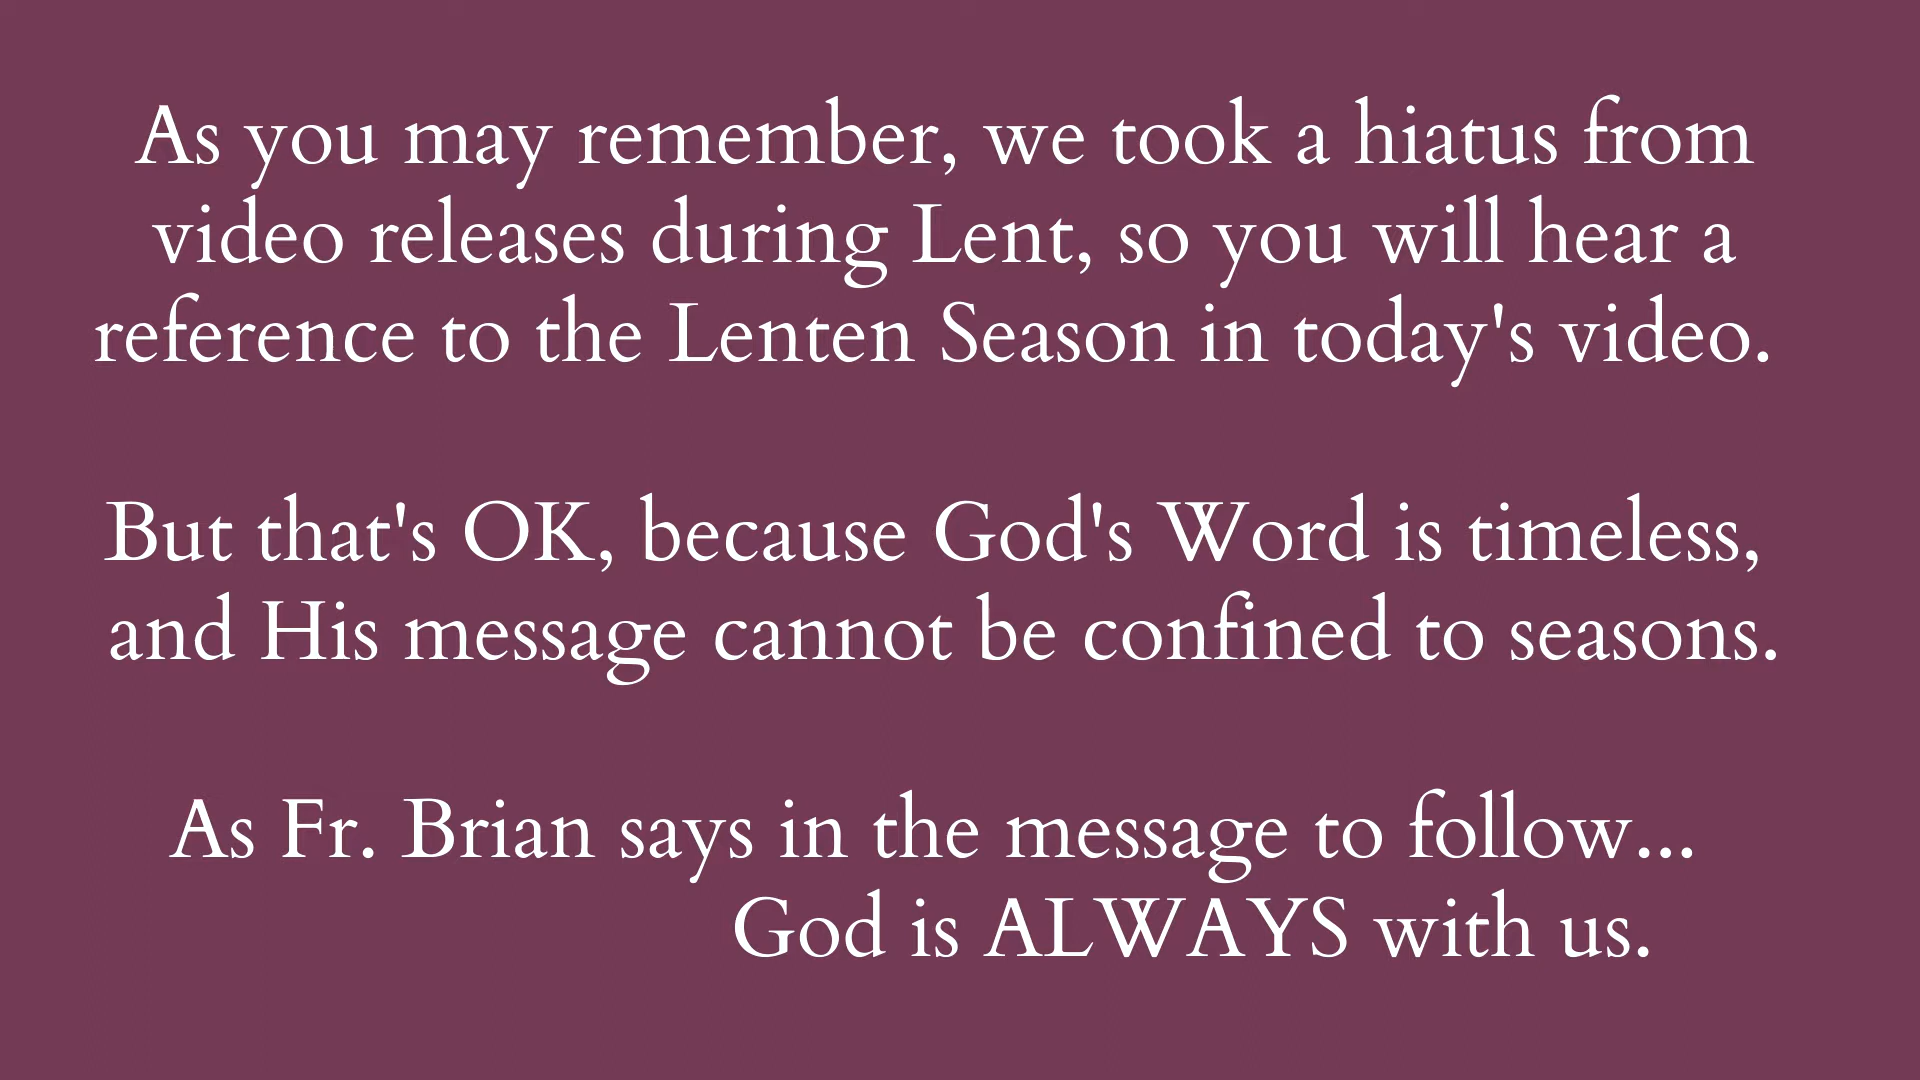 As you may remember, we took a hiatus from
video releases during Lent, so you will hear a
reference to the Lenten Season in today's video.
But that's OK, because God's Word is timeless,
and His message cannot be confined to seasons.
As Fr. Brian says in the message to follow...
God is ALWAYS with us.